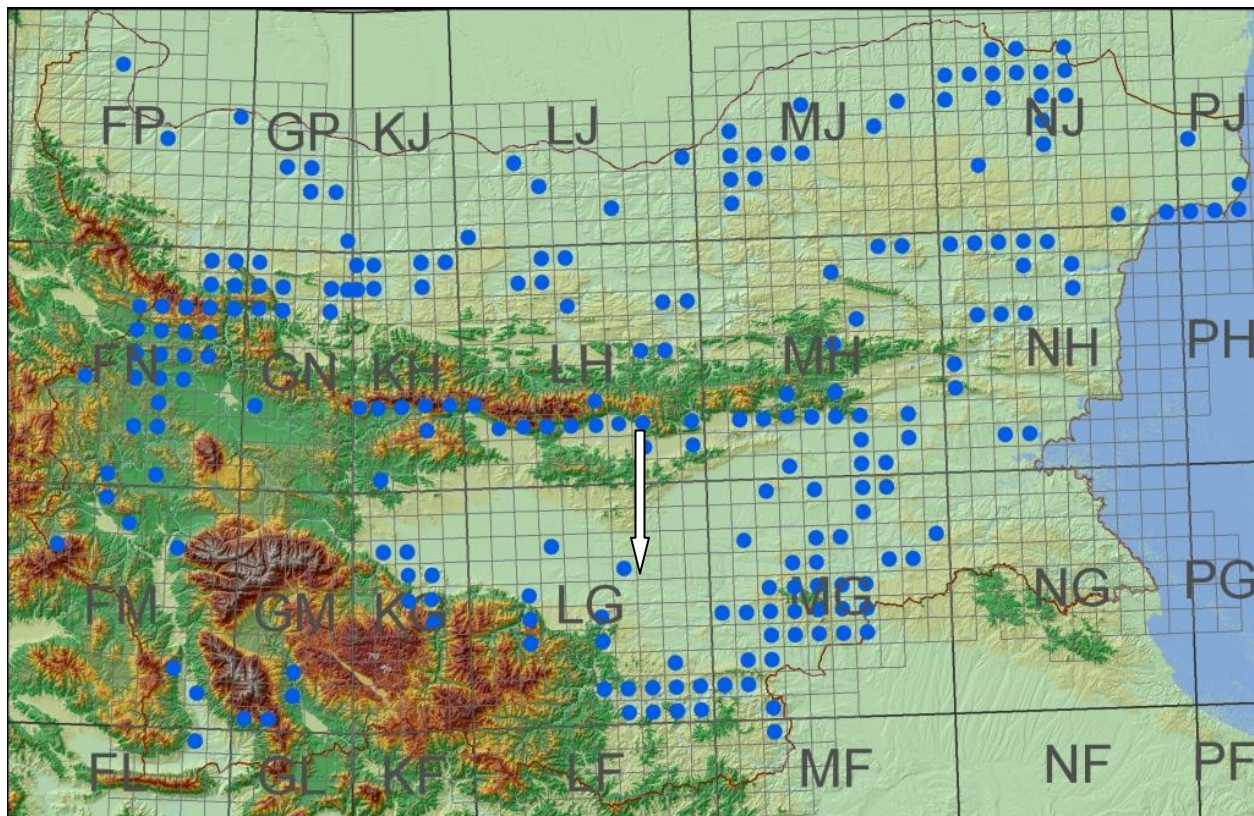 FP GP KJ LJ MJ NJ PJ
FN GN KH LH MH NH PH
FM GM KG LG MG NG PG
FL GL KF LF MF NF PF